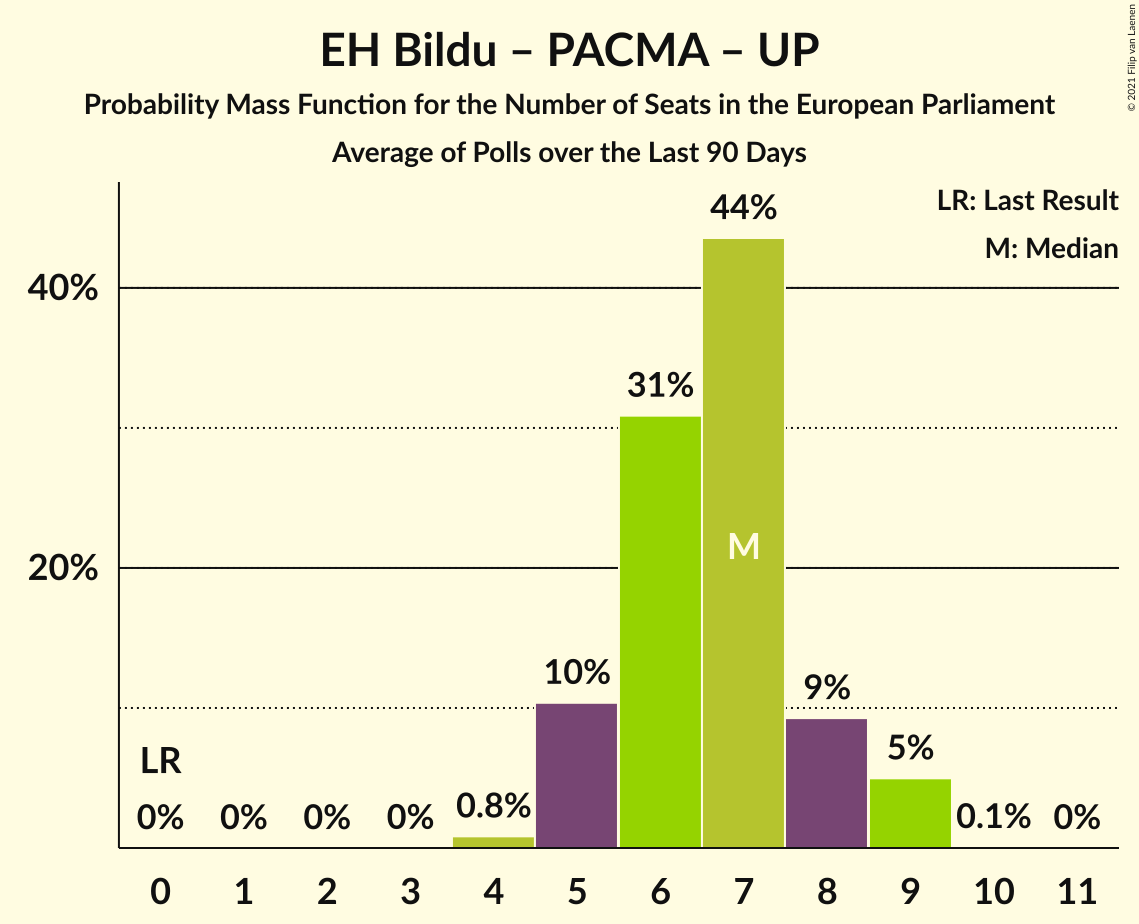 EH Bildu – PACMA – UP
Probability Mass Function for the Number of Seats in the European Parliament
Average of Polls over the Last 90 Days
© 2021 Filip van Laenen
LR: Last Result
M: Median
40%
20%
LR
0%
0%
0%
0%
0.8%
10%
31%
44%
M
9%
5%
0.1%
0%
0 1 2 3 4 5 6 7 8 9 10 11